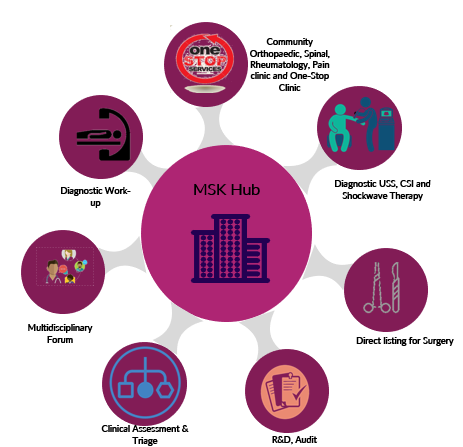 one
STOP
SERVICES
Community
Orthopaedic, Spinal,
Rheumatology, Pain
clinic and One-Stop
Clinic
MSK Hub
Diagnostic Work-
up
Diagnostic USS, CSI and
Shockwave Therapy
Multidisciplinary
Forum
Direct listing for Surgery
Clinical Assessment &
Triage
R&D, Audit